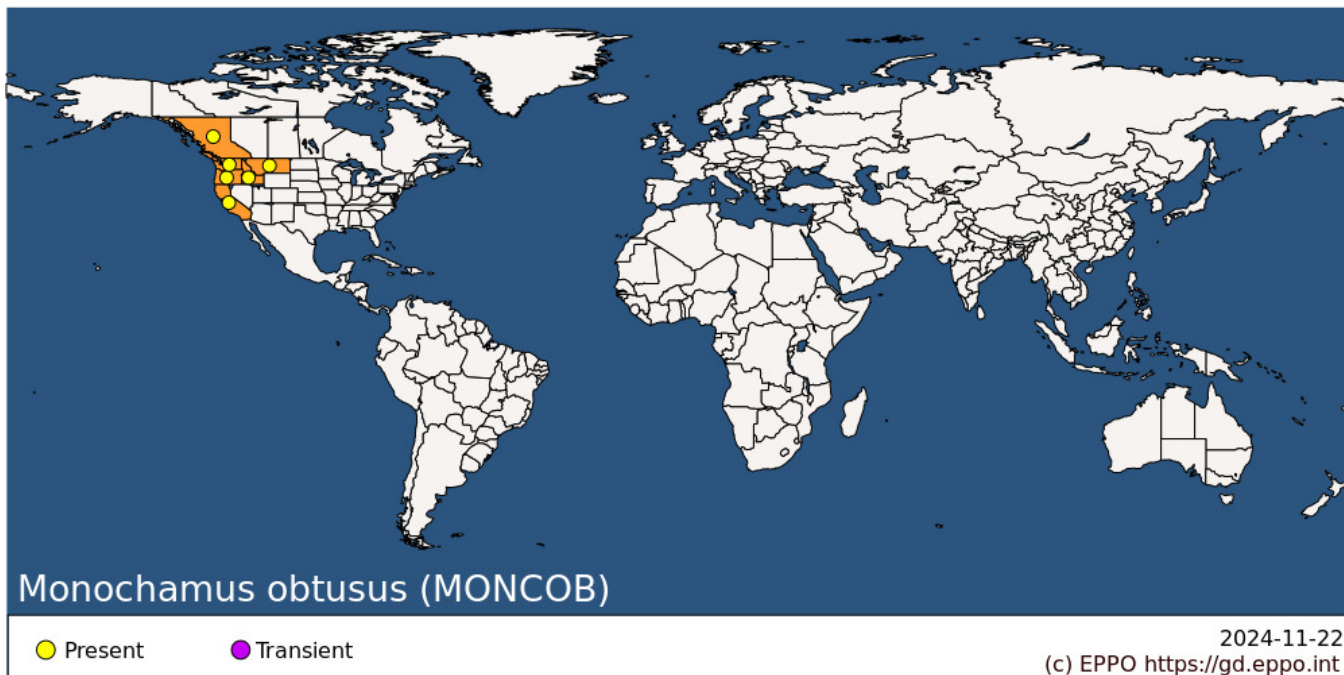 Monochamus obtusus (MONCOB)
Present
Transient
2024-11-22
(c) EPPO https://gd.eppo.int